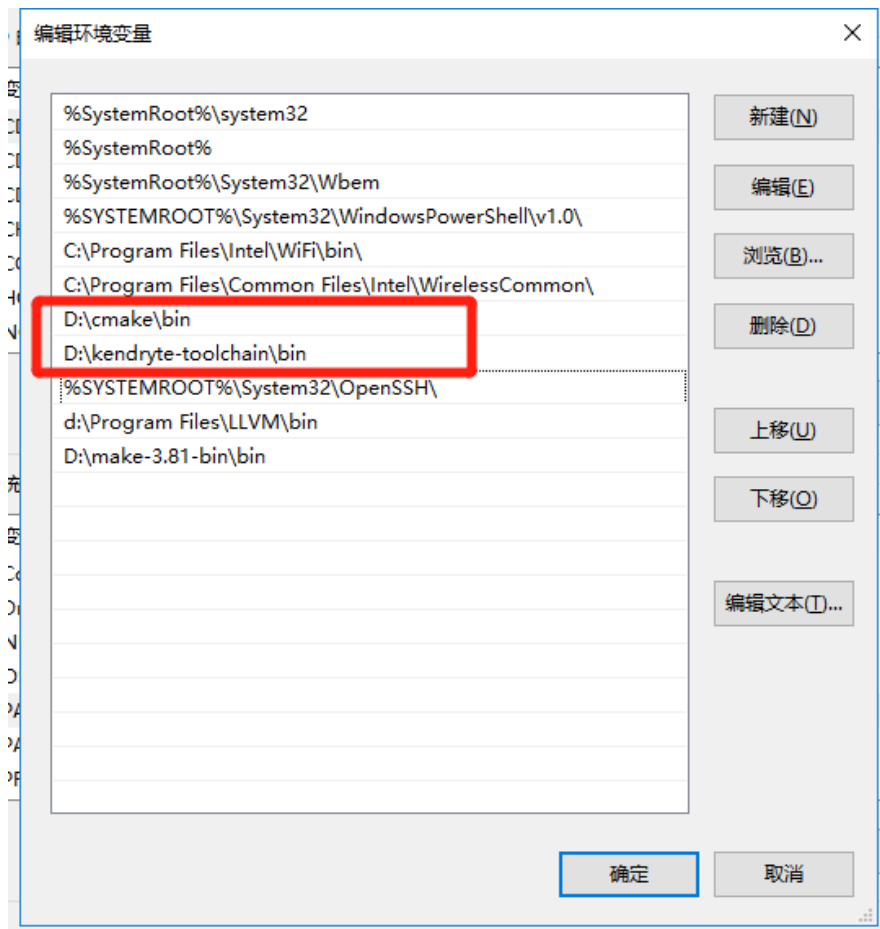 编辑环境变量
%SystemRoot%\system32
%SystemRoot%
%SystemRoot%\System32\Wbem
%SYSTEMROOT%\System32\WindowsPowerShell\v1.0\
C:\Program Files\Intel\WiFi\bin\
C:\Program Files\Common Files\Intel\WirelessCommon\
D:\cmake\bin
D:\kendryte-toolchain\bin
%SYSTEMROOT%\System32\OpenSSH\
d:\Program Files\LLVM\bin
D:\make-3.81-bin\bin
新建(N)
编辑(E)
浏览(B)...
删除(D)
上移(U)
下移(O)
编辑文本(T)...
确定
取消